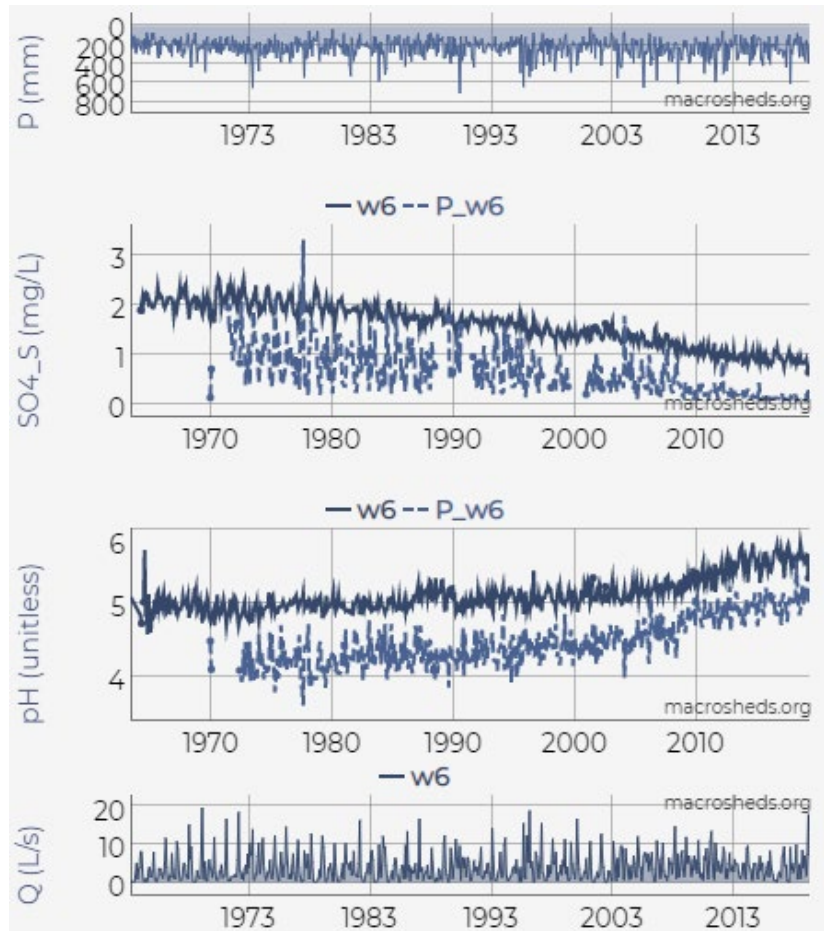 P (mm)
0
200
400
600
800
macrosheds.org
1973 1983 1993 2003 2013
w6 P_w6
SO4_S (mg/L)
3
2
1
0
macrosheds.org
1970 1980 1990 2000 2010
w6 P_w6
pH (unitless)
6
5
4
macrosheds.org
1970 1980 1990 2000 2010
w6
Q (L/s)
20
10
0
macrosheds.org
1973 1983 1993 2003 2013